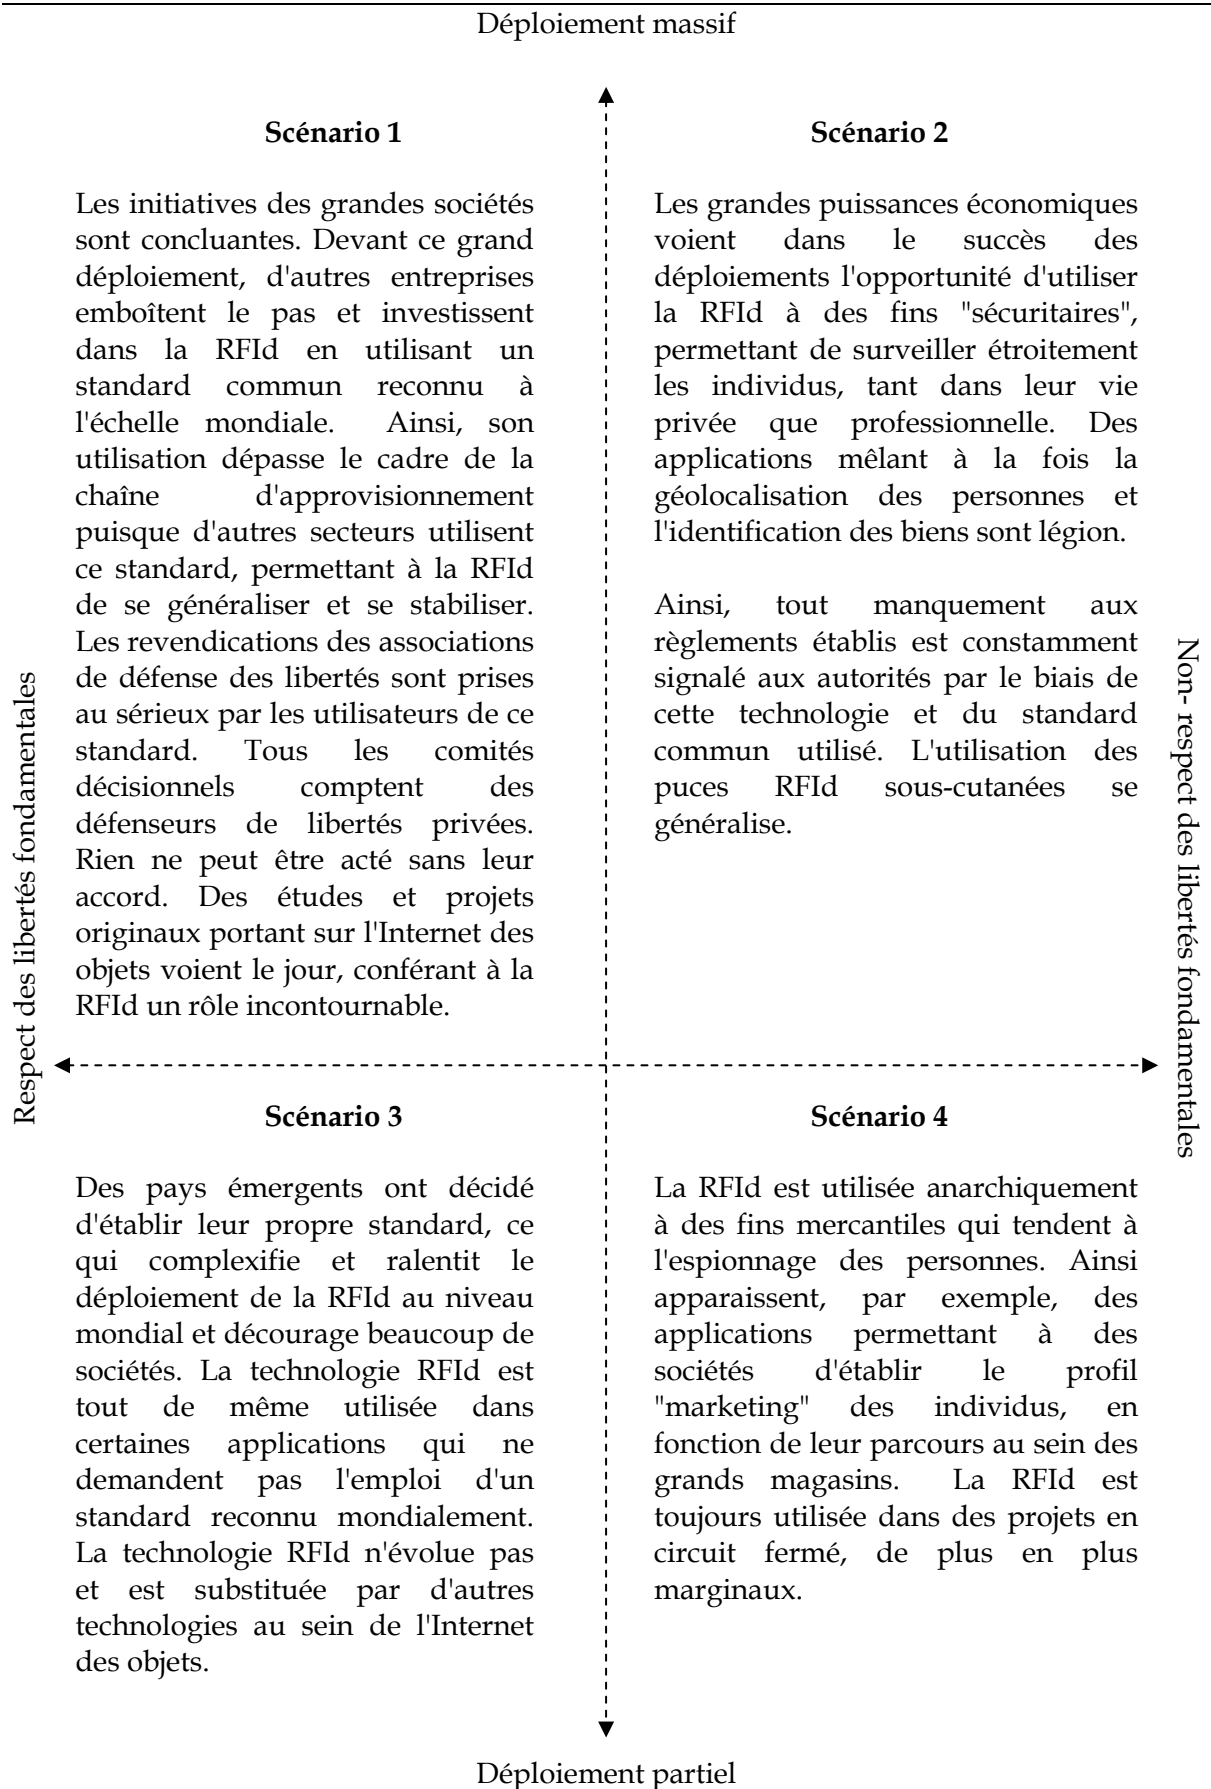 Déploiement massif
Scénario 1
Les initiatives des grandes sociétés
sont concluantes. Devant ce grand
déploiement, d'autres entreprises
emboîtent le pas et investissent
dans la RFId en utilisant un
standard commun reconnu à
l'échelle mondiale. Ainsi, son
utilisation dépasse le cadre de la
chaîne d'approvisionnement
puisque d'autres secteurs utilisent
ce standard, permettant à la RFId
de se généraliser et se stabiliser.
Les revendications des associations
de défense des libertés sont prises
au sérieux par les utilisateurs de ce
standard. Tous les comités
décisionnels comptent des
défenseurs de libertés privées.
Rien ne peut être acté sans leur
accord. Des études et projets
originaux portant sur l'Internet des
objets voient le jour, conférant à la
RFId un rôle incontournable.
Scénario 2
Les grandes puissances économiques
voient dans le succès des
déploiements l'opportunité d'utiliser
la RFId à des fins "sécuritaires",
permettant de surveiller étroitement
les individus, tant dans leur vie
privée que professionnelle. Des
applications mêlant à la fois la
géolocalisation des personnes et
l'identification des biens sont légion.
Ainsi, tout manquement aux
règlements établis est constamment
signalé aux autorités par le biais de
cette technologie et du standard
commun utilisé. L'utilisation des
puces RFId sous-cutanées se
généralise.
Respect des libertés fondamentales
Non- respect des libertés fondamentales
Scénario 3
Des pays émergents ont décidé
d'établir leur propre standard, ce
qui complexifie et ralentit le
déploiement de la RFId au niveau
mondial et décourage beaucoup de
sociétés. La technologie RFId est
tout de même utilisée dans
certaines applications qui ne
demandent pas l'emploi d'un
standard reconnu mondialement.
La technologie RFId n'évolue pas
et est substituée par d'autres
technologies au sein de l'Internet
des objets.
Scénario 4
La RFId est utilisée anarchiquement
à des fins mercantiles qui tendent à
l'espionnage des personnes. Ainsi
apparaissent, par exemple, des
applications permettant à des
sociétés d'établir le profil
"marketing" des individus, en
fonction de leur parcours au sein des
grands magasins. La RFId est
toujours utilisée dans des projets en
circuit fermé, de plus en plus
marginaux.
Déploiement partiel